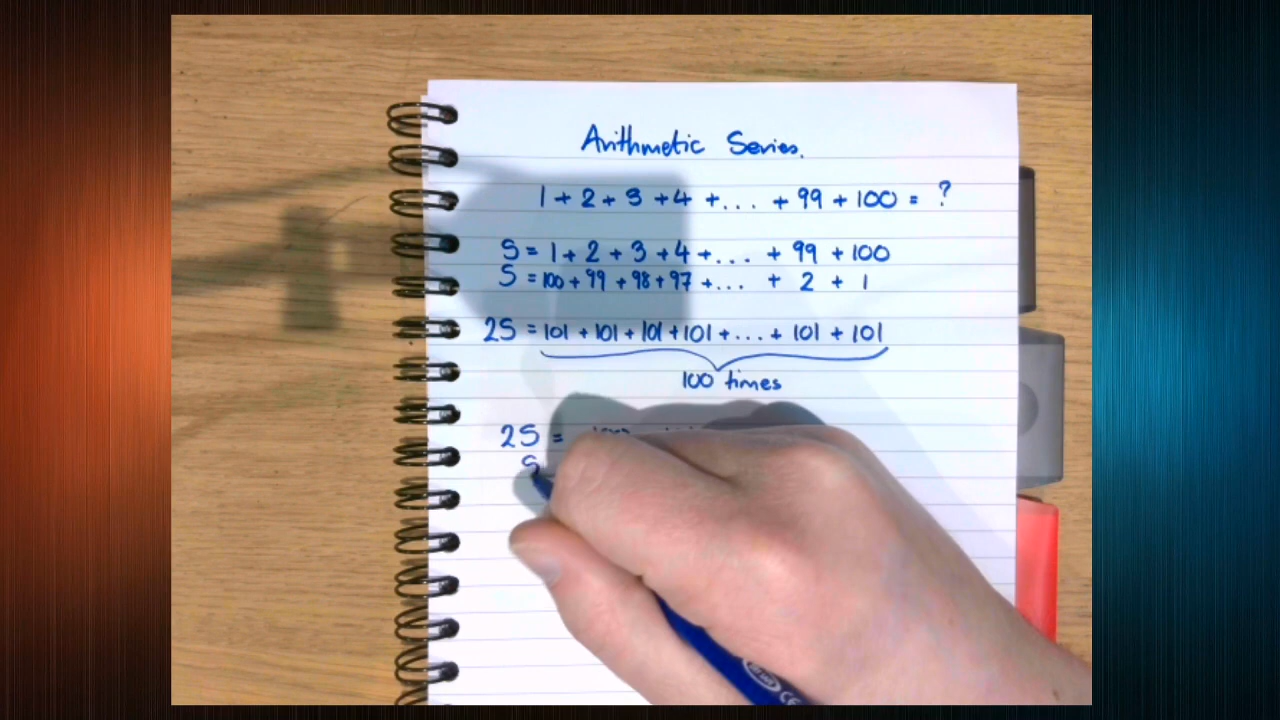 Arithmetic Series.
1 + 2 + 3 + 4 + . . . . + 99 + 100 = ?
S = 1 + 2 + 3 + 4 + . . . + 99 + 100
S = 100 + 99 + 98 + 97 + . . . + 2 + 1
2S = 101 + 101 + 101 + 101 + . . . + 101 + 101
100 times
2S =
S